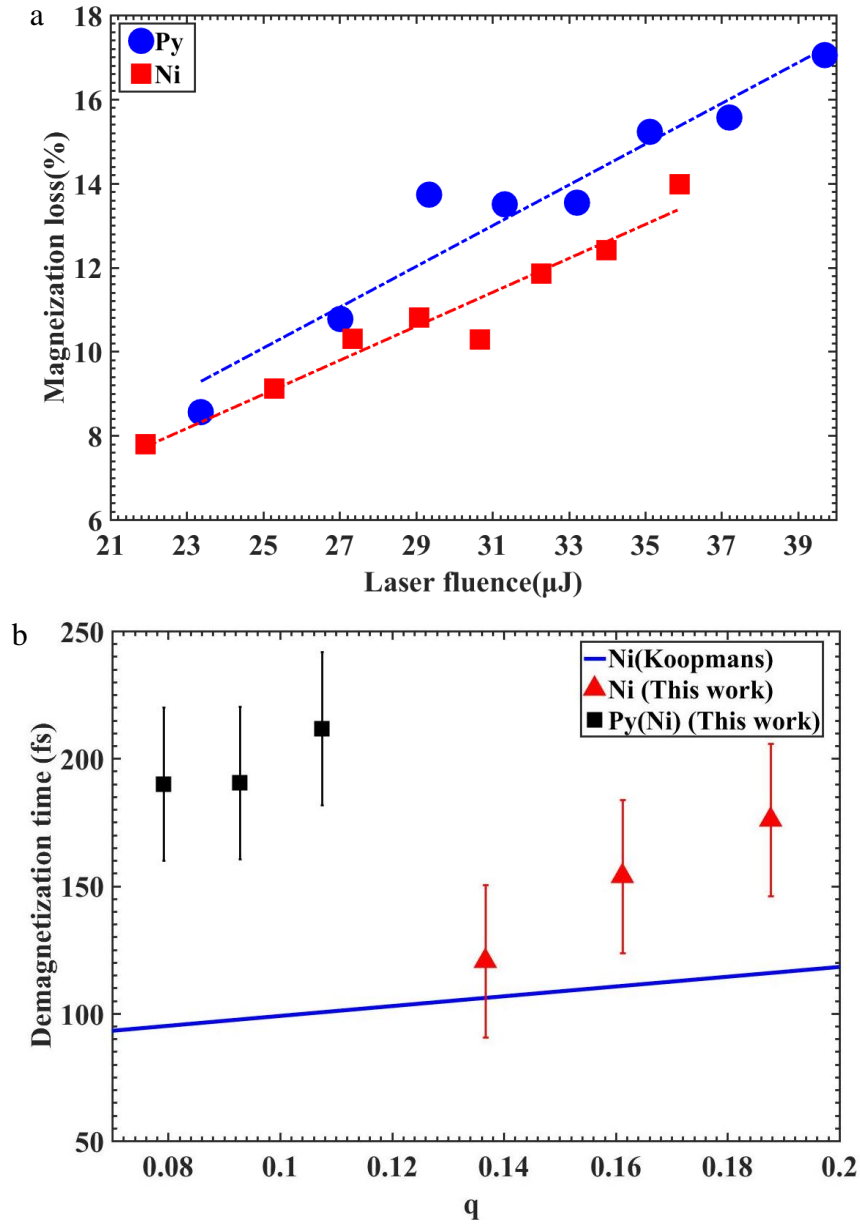 a
Py
Ni
18
16
14
12
10
8
6
Magneization loss(%)
21 23 25 27 29 31 33 35 37 39
Laser fluence(μJ)
b
Ni(Koopmans)
Ni (This work)
Py(Ni) (This work)
250
200
150
100
50
Demagnetization time (fs)
0.08 0.1 0.12 0.14 0.16 0.18 0.2
q